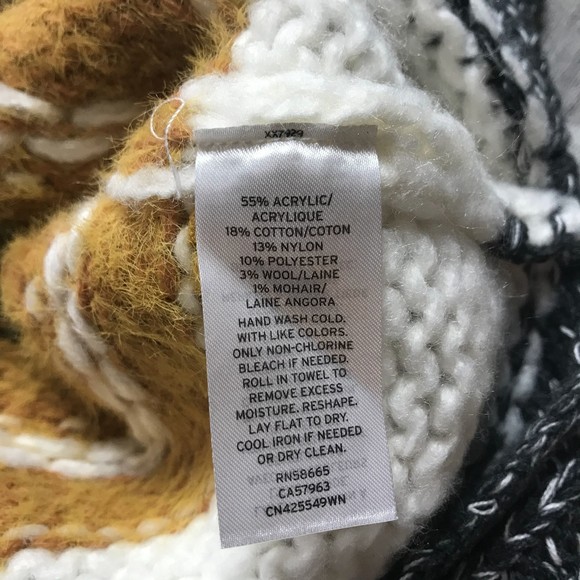 55% ACRYLIC/
ACRYLIQUE
18% COTTON/COTON
13% NYLON
10% POLYESTER
3% WOOL/LAINE
1% MOHAIR/
LAINE ANGORA
HAND WASH COLD.
WITH LIKE COLORS.
ONLY NON-CHLORINE
BLEACH IF NEEDED.
ROLL IN TOWEL TO
REMOVE EXCESS
MOISTURE. RESHAPE.
LAY FLAT TO DRY.
COOL IRON IF NEEDED
OR DRY CLEAN.
RN58665
CA57963
CN425549WN